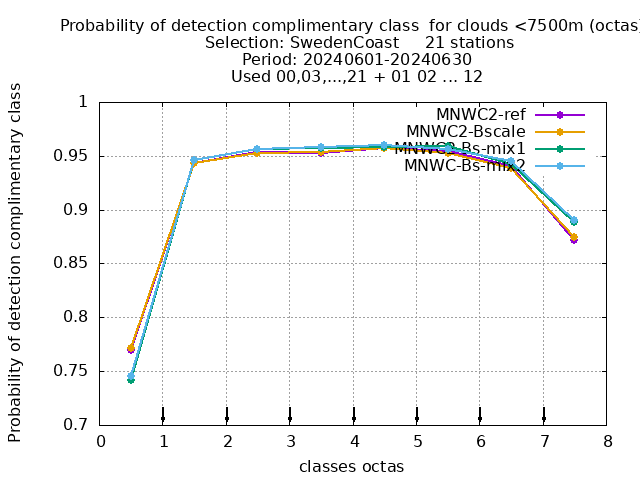 Probability of detection complimentary class  for clouds <7500m (octas)
Selection: SwedenCoast     21 stations
Period: 20240601-20240630
Used 00,03,...,21 + 01 02 ... 12
MNWC2-ref
MNWC2-Bscale
MNWC2-Bs-mix1
MNWC-Bs-mix2
Probability of detection complimentary class
1
0.95
0.9
0.85
0.8
0.75
0.7
0 1 2 3 4 5 6 7 8
classes octas